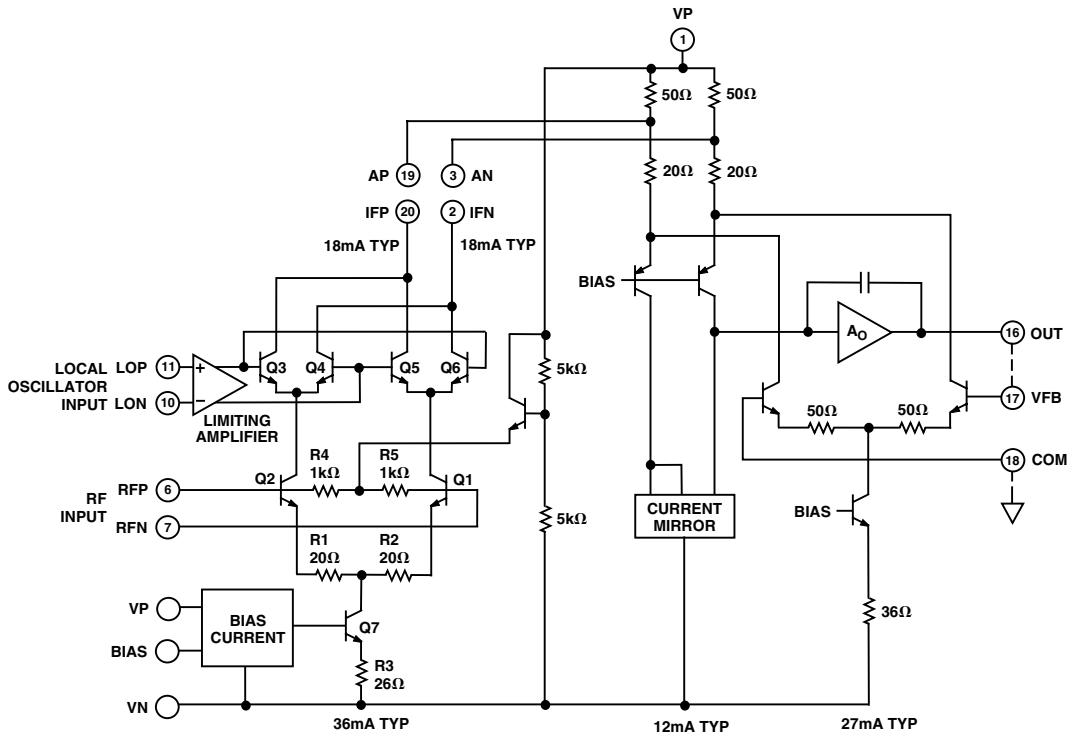 VP
1
50Ω
50Ω
AP 19
3 AN
20Ω
20Ω
IFP 20
2 IFN
18mA TYP
18mA TYP
BIAS
AO
16 OUT
LOCAL
OSCILLATOR
INPUT
LOP 11
LON 10
+
–
Q3
Q4
Q5
Q6
LIMITING
AMPLIFIER
5kΩ
17 VFB
50Ω
50Ω
R4
1kΩ
R5
1kΩ
Q2
Q1
18 COM
RF
INPUT
RFP 6
RFN 7
CURRENT
MIRROR
BIAS
5kΩ
R1
20Ω
R2
20Ω
VP
BIAS
BIAS
CURRENT
Q7
36Ω
R3
26Ω
VN
36mA TYP
12mA TYP
27mA TYP